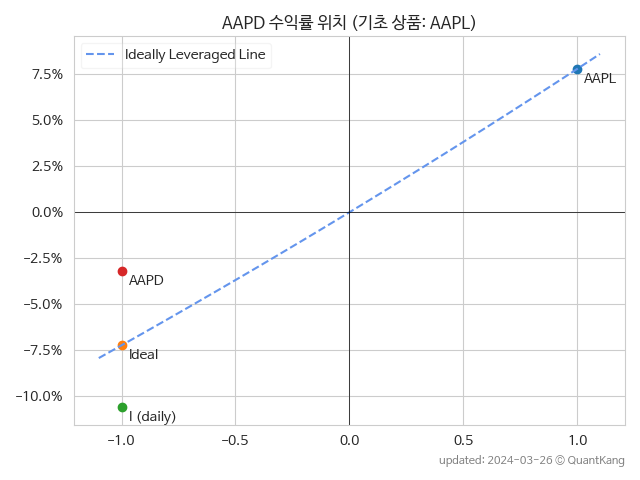 AAPD 수익률 위치 (기초 상품: AAPL)
Ideally Leveraged Line
7.5%
5.0%
2.5%
0.0%
−2.5%
−5.0%
−7.5%
−10.0%
AAPL
AAPD
Ideal
I (daily)
−1.0
−0.5
0.0
0.5
1.0
updated: 2024-03-26 © QuantKang